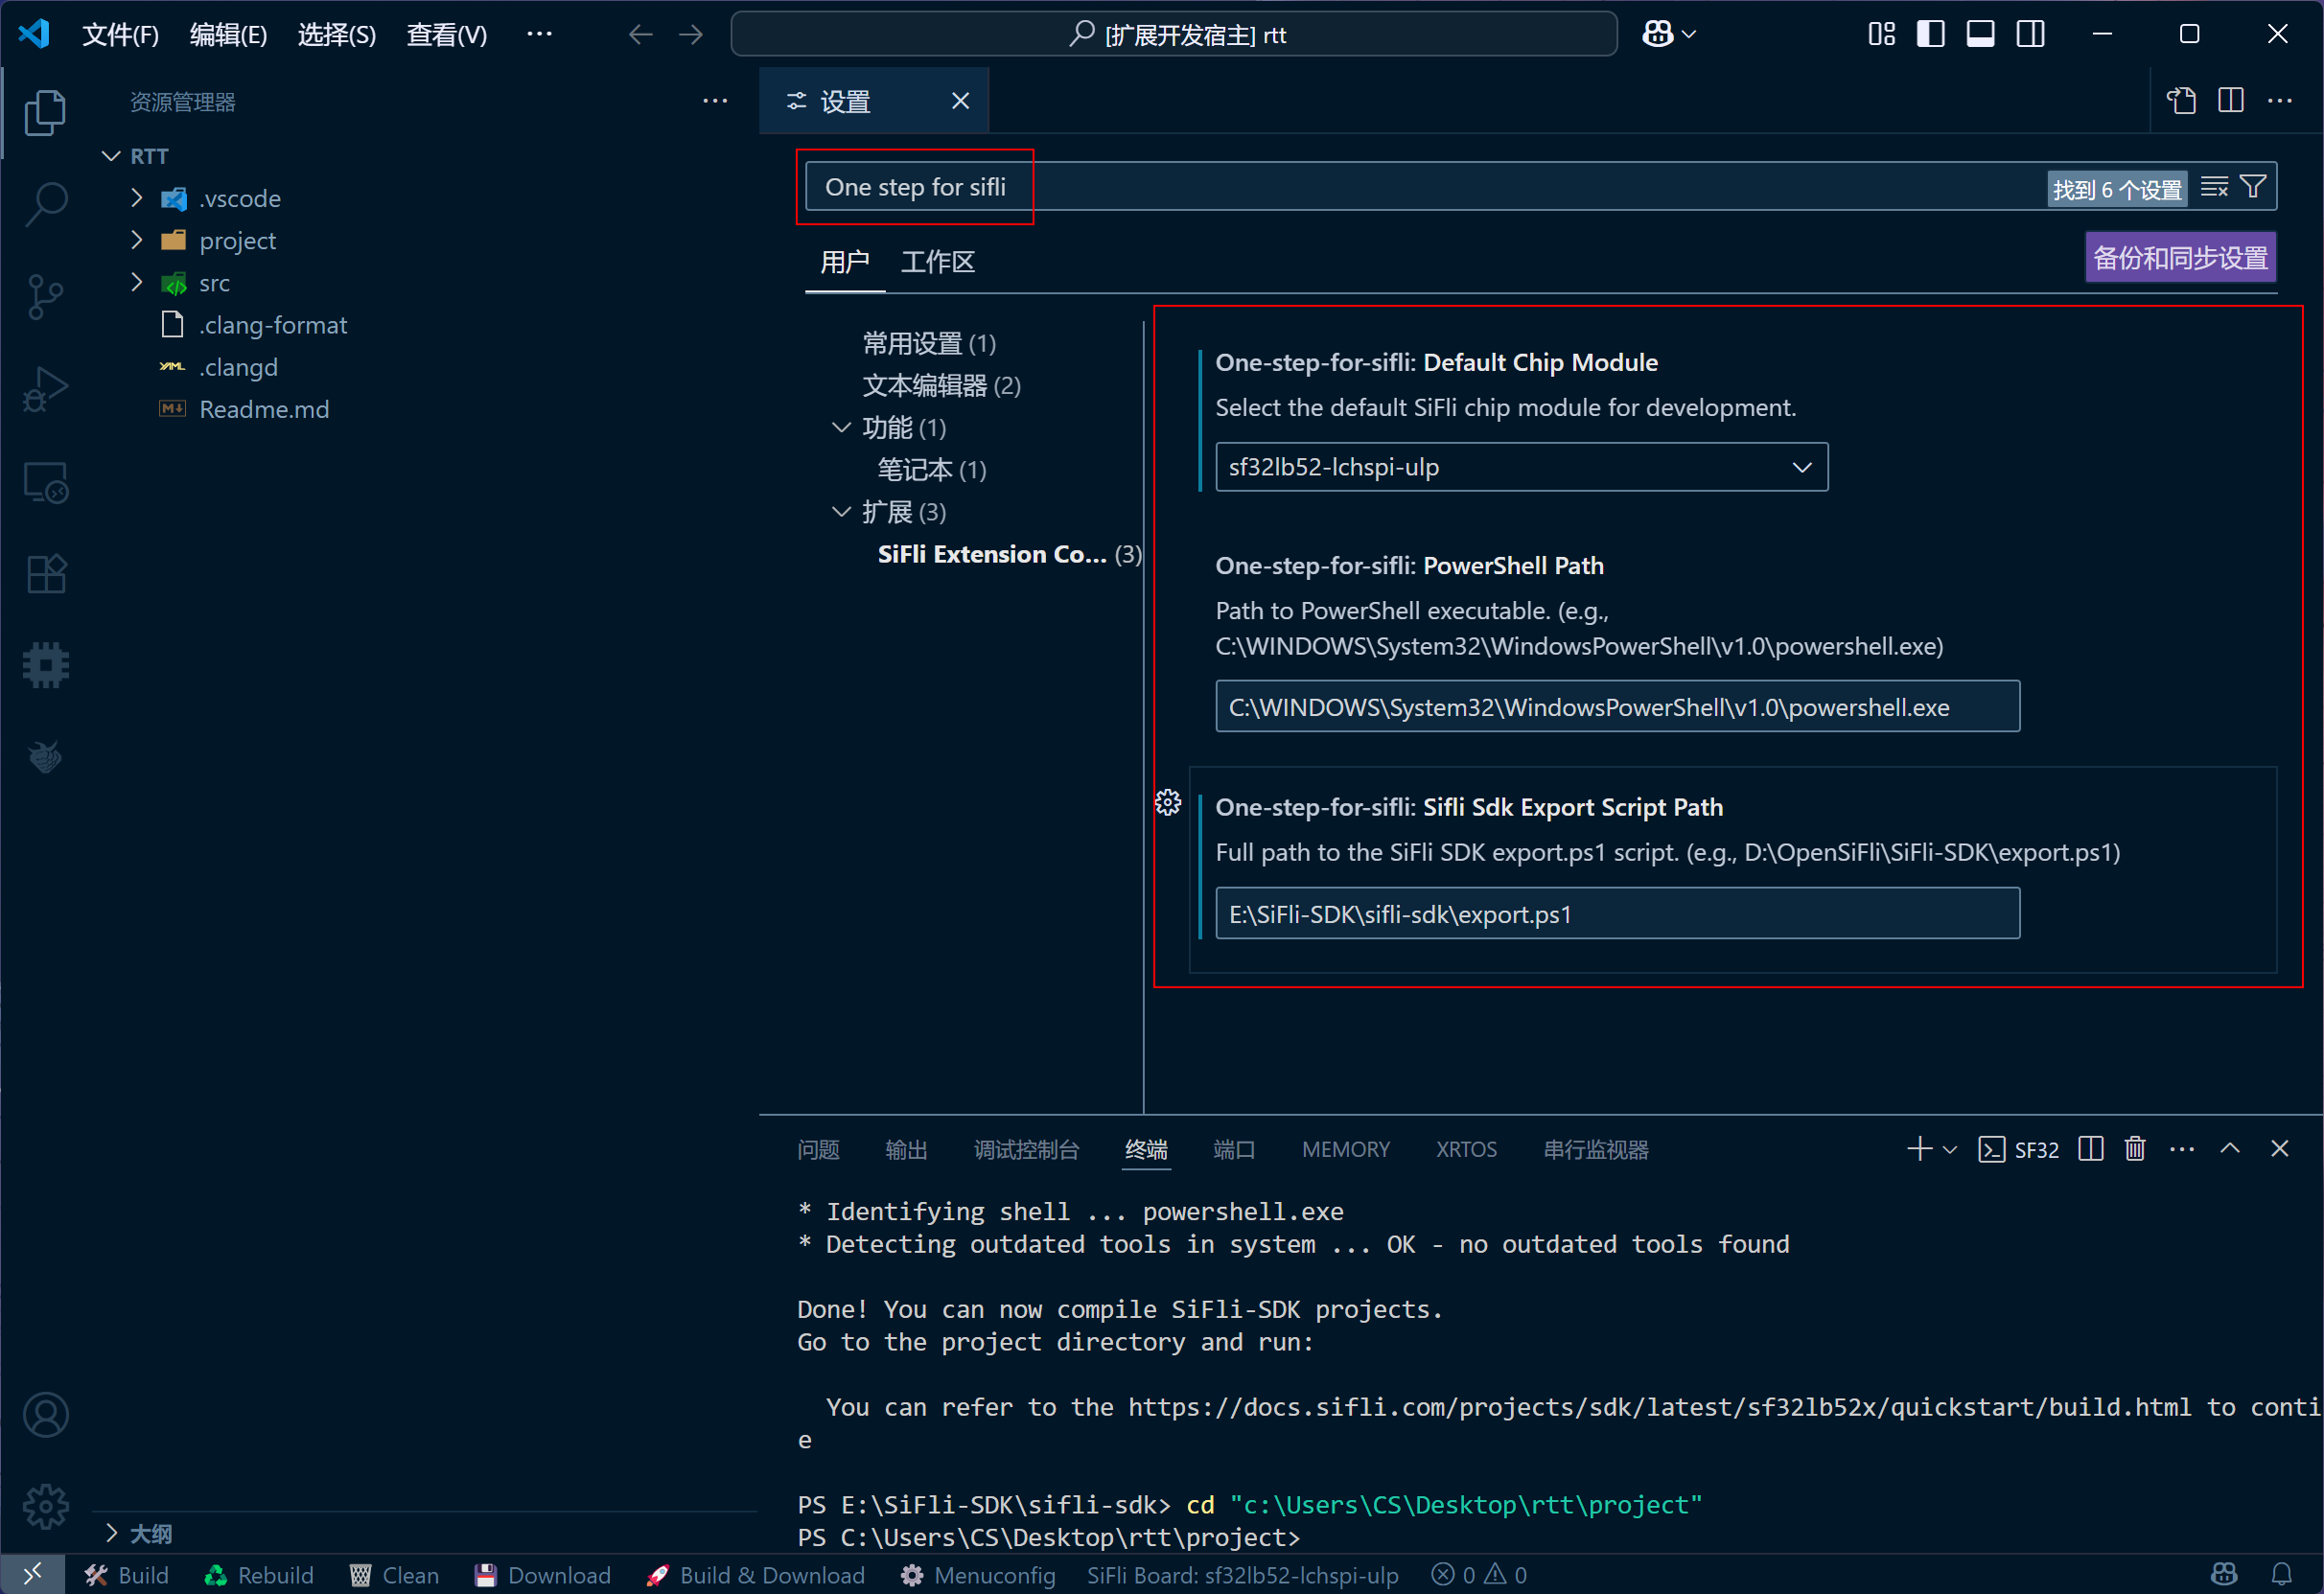 文件(F) 编辑(E) 选择(S) 查看(V) ··· [扩展开发宿主] rtt
资源管理器
RTT
.vscode
project
src
.clang-format
.clangd
Readme.md
大纲
设置
One step for sifli 找到 6 个设置
用户 工作区 备份和同步设置
常用设置 (1)
文本编辑器 (2)
功能 (1)
笔记本 (1)
扩展 (3)
SiFli Extension Co... (3)
One-step-for-sifli: Default Chip Module
Select the default SiFli chip module for development.
sf32lb52-lchspi-ulp
One-step-for-sifli: PowerShell Path
Path to PowerShell executable. (e.g.,
C:\WINDOWS\System32\WindowsPowerShell\v1.0\powershell.exe)
C:\WINDOWS\System32\WindowsPowerShell\v1.0\powershell.exe
One-step-for-sifli: Sifli Sdk Export Script Path
Full path to the SiFli SDK export.ps1 script. (e.g., D:\OpenSiFli\SiFli-SDK\export.ps1)
E:\SiFli-SDK\sifli-sdk\export.ps1
问题 输出 调试控制台 终端 端口 MEMORY XRTOS 串行监视器 SF32
* Identifying shell ... powershell.exe
* Detecting outdated tools in system ... OK - no outdated tools found
Done! You can now compile SiFli-SDK projects.
Go to the project directory and run:
You can refer to the https://docs.sifli.com/projects/sdk/latest/sf32lb52x/quickstart/build.html to conti
e
PS E:\SiFli-SDK\sifli-sdk> cd "c:\Users\CS\Desktop\rtt\project"
PS C:\Users\CS\Desktop\rtt\project>
Build Rebuild Clean Download Build & Download Menuconfig SiFli Board: sf32lb52-lchspi-ulp 0 0